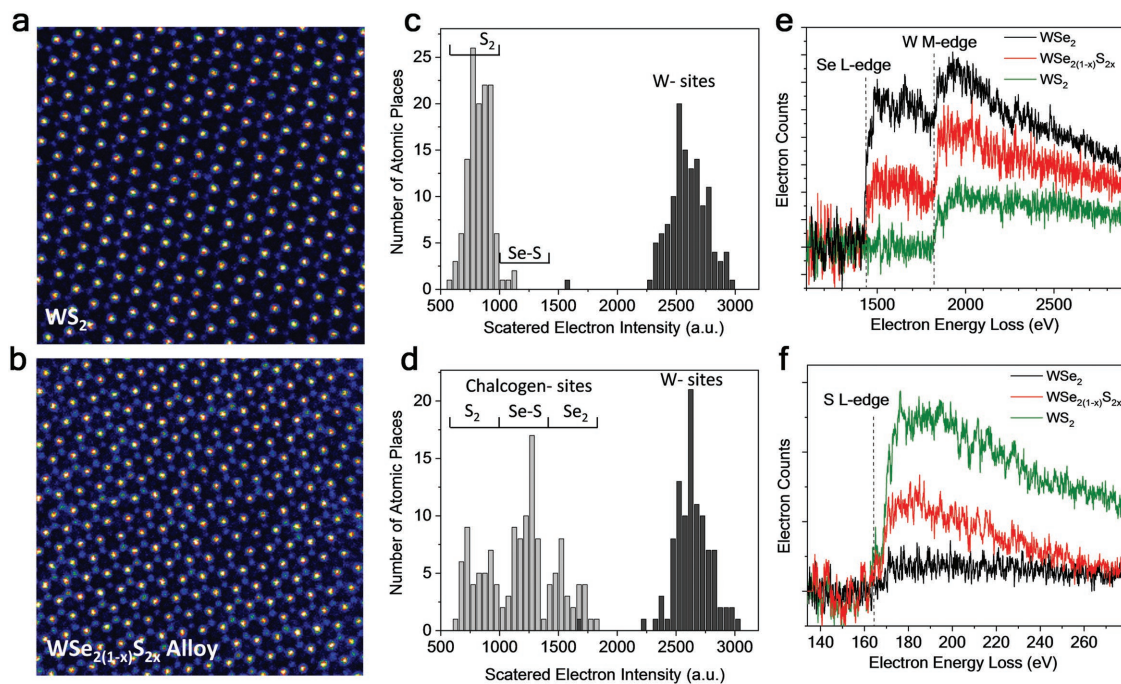 a
WS₂
b
WSe₂₍₁₋ₓ₎S₂ₓ Alloy
c
S₂
Se-S
W- sites
Number of Atomic Places
25
20
15
10
5
0
500 1000 1250 2000 2500 3000
Scatered Electron Intensity (a.u.)
d
Chalcogen- sites
S₂ Se-S Se₂
W- sites
Number of Atomic Places
20
15
10
5
0
500 1000 1250 2000 2500 3000
Scatered Electron Intensity (a.u.)
e
WSe₂
WSe₂₍₁₋ₓ₎S₂ₓ
WS₂
W M-edge
Se L-edge
Electron Counts
1500 2000 2500
Electron Energy Loss (eV)
f
WSe₂
WSe₂₍₁₋ₓ₎S₂ₓ
WS₂
S L-edge
Electron Counts
140 160 180 200 220 240 260
Electron Energy Loss (eV)